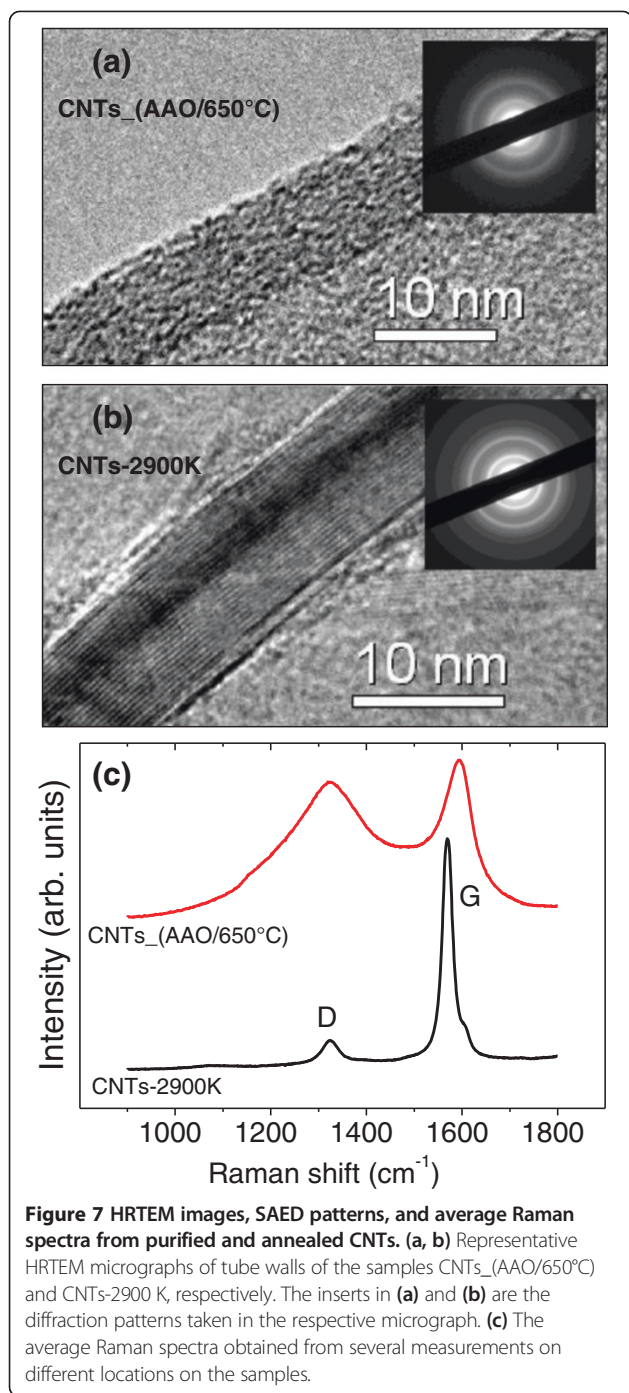 (a)
CNTs_(AAO/650°C)
10 nm
(b)
CNTs-2900K
10 nm
(c)
Intensity (arb. units)
CNTs_(AAO/650°C)
G
D
CNTs-2900K
1000 1200 1400 1600 1800
Raman shift (cm⁻¹)
Figure 7 HRTEM images, SAED patterns, and average Raman
spectra from purified and annealed CNTs. (a, b) Representative
HRTEM micrographs of tube walls of the samples CNTs_(AAO/650°C)
and CNTs-2900 K, respectively. The inserts in (a) and (b) are the
diffraction patterns taken in the respective micrograph. (c) The
average Raman spectra obtained from several measurements on
different locations on the samples.